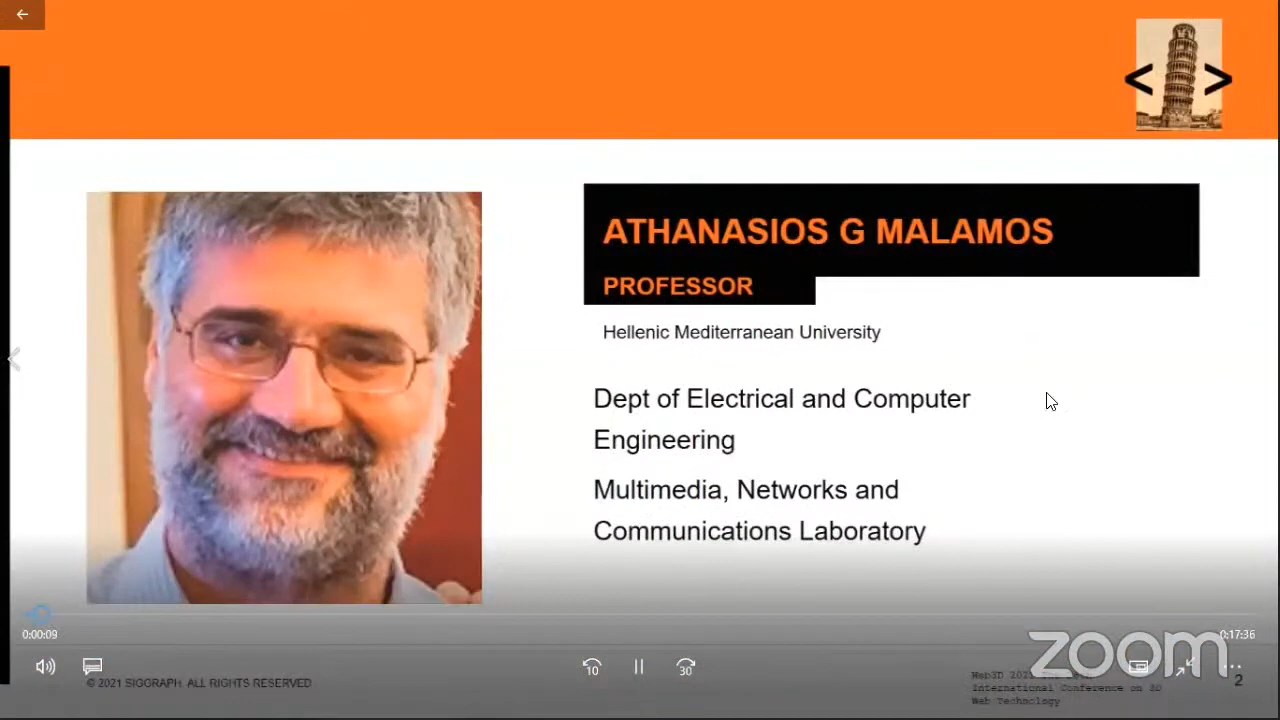 < >
ATHANASIOS G MALAMOS
PROFESSOR
Hellenic Mediterranean University
Dept of Electrical and Computer
Engineering
Multimedia, Networks and
Communications Laboratory
0:00:09
0:17:36
10
30
zoom
© 2021 SIGGRAPH. ALL RIGHTS RESERVED
Web3D 2021
International Conference on 3D
Web Technology
2